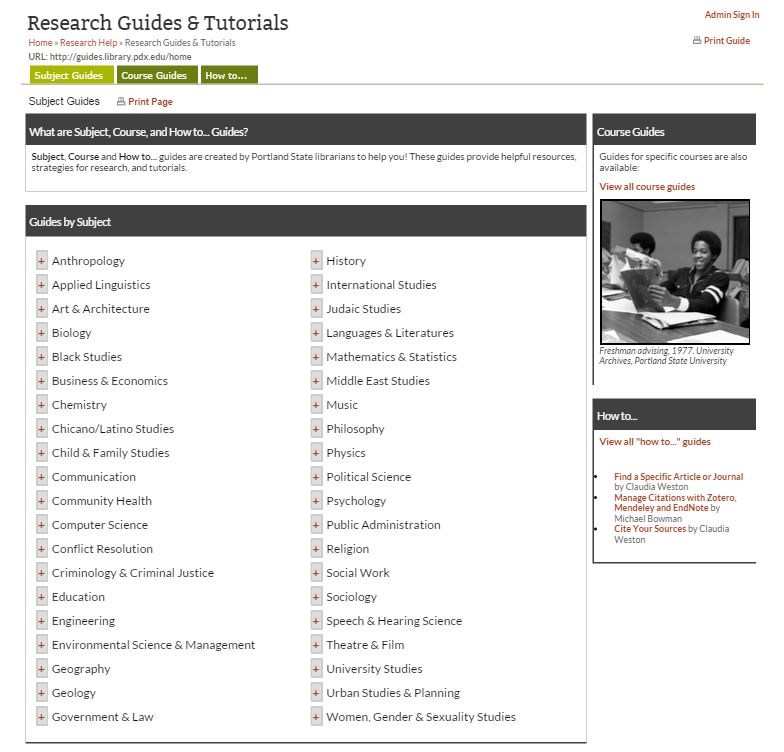 Research Guides & Tutorials
Admin Sign In
Home » Research Help » Research Guides & Tutorials
Print Guide
URL: http://guides.library.pdx.edu/home
Subject Guides
Course Guides
How to...
Subject Guides
Print Page
What are Subject, Course, and How to... Guides?
Subject, Course and How to... guides are created by Portland State librarians to help you! These guides provide helpful resources,
strategies for research, and tutorials.
Guides by Subject
+ Anthropology
+ Applied Linguistics
+ Art & Architecture
+ Biology
+ Black Studies
+ Business & Economics
+ Chemistry
+ Chicano/Latino Studies
+ Child & Family Studies
+ Communication
+ Community Health
+ Computer Science
+ Conflict Resolution
+ Criminology & Criminal Justice
+ Education
+ Engineering
+ Environmental Science & Management
+ Geography
+ Geology
+ Government & Law
+ History
+ International Studies
+ Judaic Studies
+ Languages & Literatures
+ Mathematics & Statistics
+ Middle East Studies
+ Music
+ Philosophy
+ Physics
+ Political Science
+ Psychology
+ Public Administration
+ Religion
+ Social Work
+ Sociology
+ Speech & Hearing Science
+ Theatre & Film
+ University Studies
+ Urban Studies & Planning
+ Women, Gender & Sexuality Studies
Course Guides
Guides for specific courses are also
available:
View all course guides
Freshman advising, 1977. University
Archives, Portland State University
How to...
View all "how to..." guides
• Find a Specific Article or Journal
by Claudia Weston
• Manage Citations with Zotero,
Mendeley and EndNote by
Michael Bowman
• Cite Your Sources by Claudia
Weston